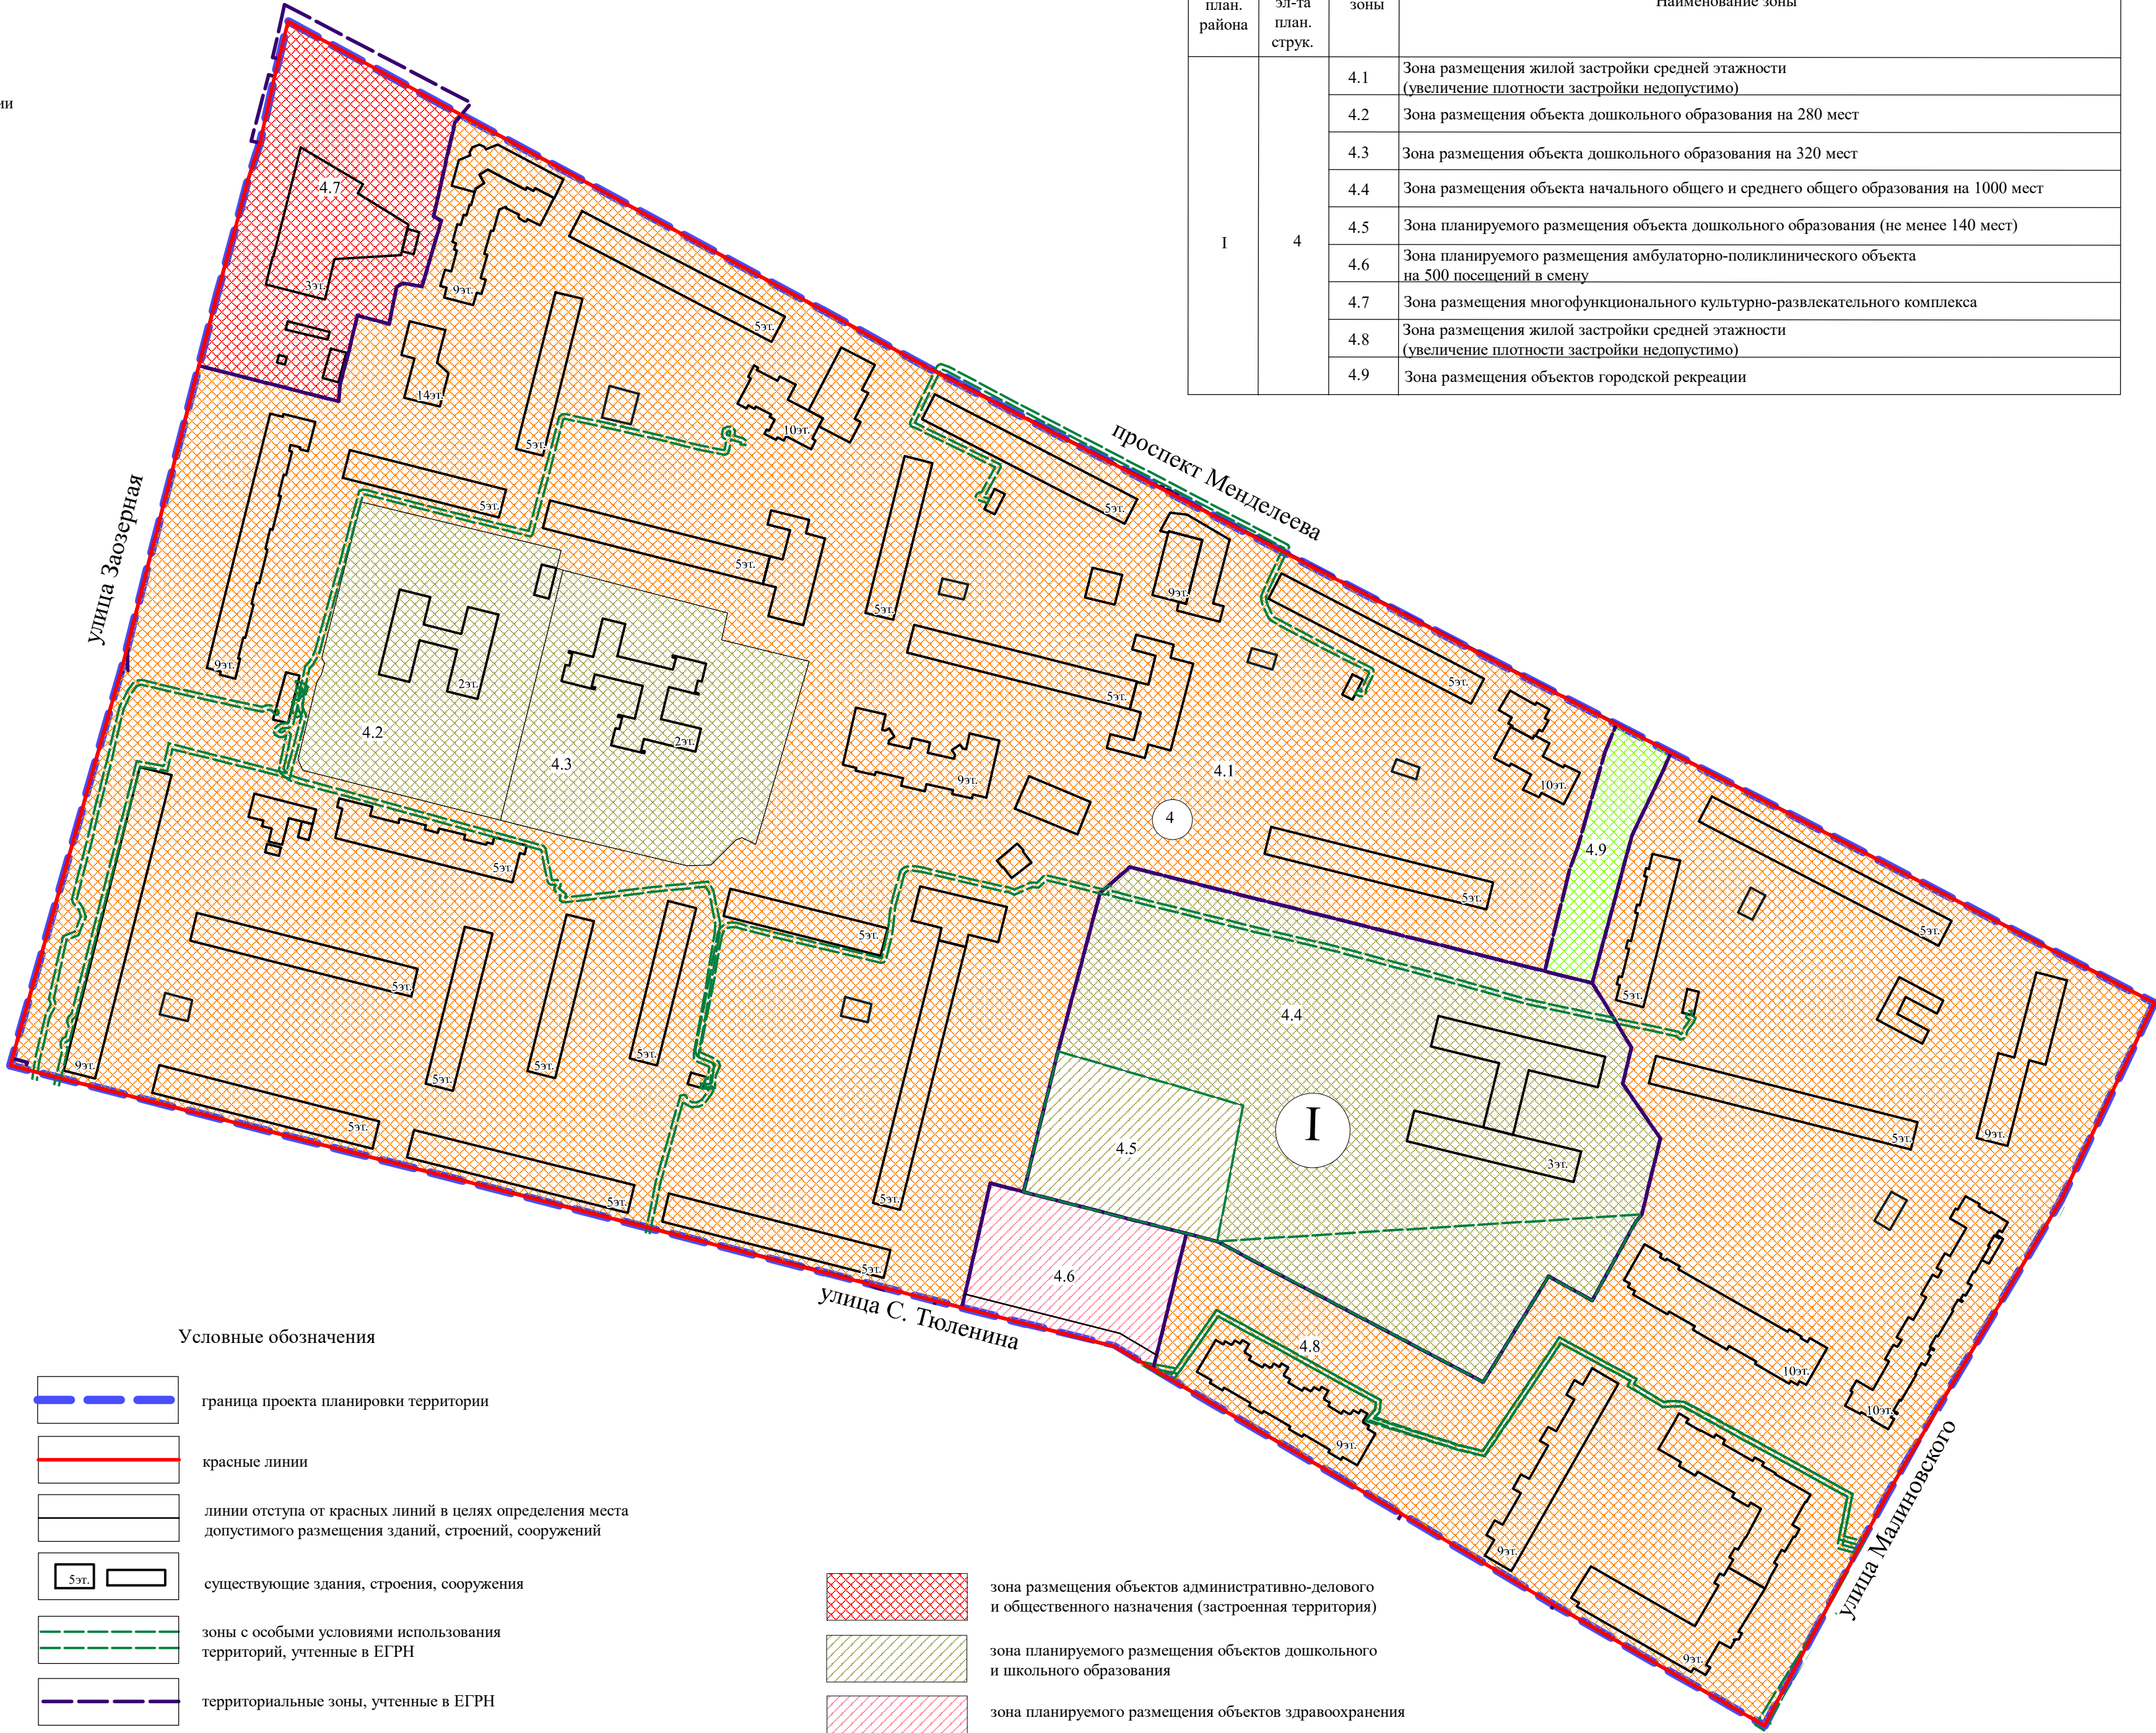 план.
района
эл-та
план.
струк.
зоны
Наименование зоны
I
4
4.1
Зона размещения жилой застройки средней этажности
(увеличение плотности застройки недопустимо)
4.2
Зона размещения объекта дошкольного образования на 280 мест
4.3
Зона размещения объекта дошкольного образования на 320 мест
4.4
Зона размещения объекта начального общего и среднего общего образования на 1000 мест
4.5
Зона планируемого размещения объекта дошкольного образования (не менее 140 мест)
4.6
Зона планируемого размещения амбулаторно-поликлинического объекта
на 500 посещений в смену
4.7
Зона размещения многофункционального культурно-развлекательного комплекса
4.8
Зона размещения жилой застройки средней этажности
(увеличение плотности застройки недопустимо)
4.9
Зона размещения объектов городской рекреации
ии
4.7
3эт.
9эт.
5эт.
14эт.
5эт.
10эт.
5эт.
5эт.
проспект Менделеева
улица Заозерная
5эт.
9эт.
5эт.
9эт.
2эт.
5эт.
5эт.
4.2
2эт.
4.3
9эт.
4.1
10эт.
4
4.9
5эт.
5эт.
5эт.
5эт.
5эт.
5эт.
4.4
9эт.
5эт.
5эт.
5эт.
5эт.
5эт.
9эт.
I
4.5
3эт.
5эт.
5эт.
5эт.
4.6
улица С. Тюленина
4.8
10эт.
10эт.
9эт.
9эт.
9эт.
улица Малиновского
Условные обозначения
граница проекта планировки территории
красные линии
линии отступа от красных линий в целях определения места
допустимого размещения зданий, строений, сооружений
5эт.
существующие здания, строения, сооружения
зоны с особыми условиями использования
территорий, учтенные в ЕГРН
территориальные зоны, учтенные в ЕГРН
зона размещения объектов административно-делового
и общественного назначения (застроенная территория)
зона планируемого размещения объектов дошкольного
и школьного образования
зона планируемого размещения объектов здравоохранения